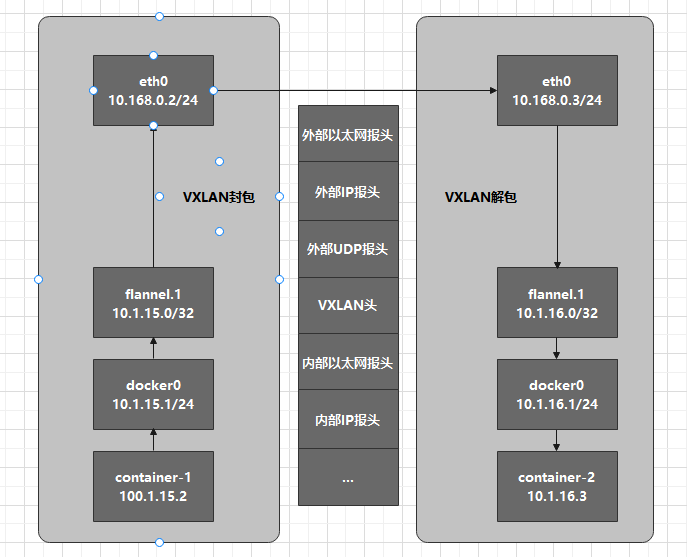 eth0
10.168.0.2/24
VXLAN封包
flannel.1
10.1.15.0/32
docker0
10.1.15.1/24
container-1
100.1.15.2
外部以太网报头
外部IP报头
外部UDP报头
VXLAN头
内部以太网报头
内部IP报头
...
eth0
10.168.0.3/24
VXLAN解包
flannel.1
10.1.16.0/32
docker0
10.1.16.1/24
container-2
10.1.16.3